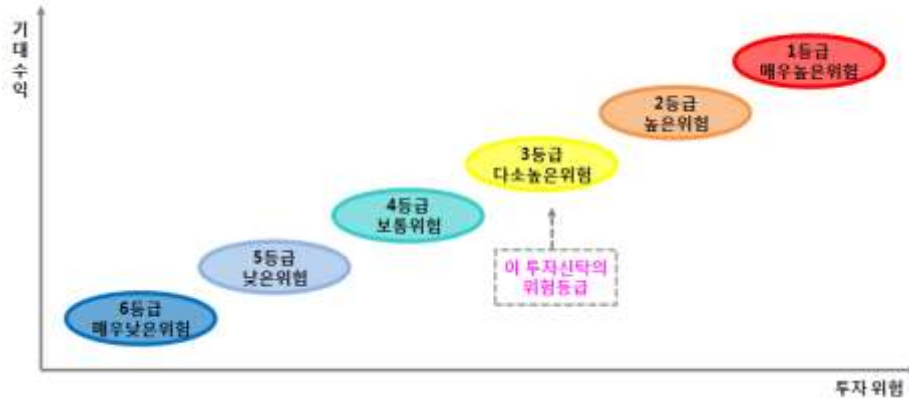 기대수익
1등급
매우높은위험
2등급
높은위험
3등급
다소높은위험
4등급
보통위험
5등급
낮은위험
이 투자신탁의
위험등급
6등급
매우낮은위험
투자 위험